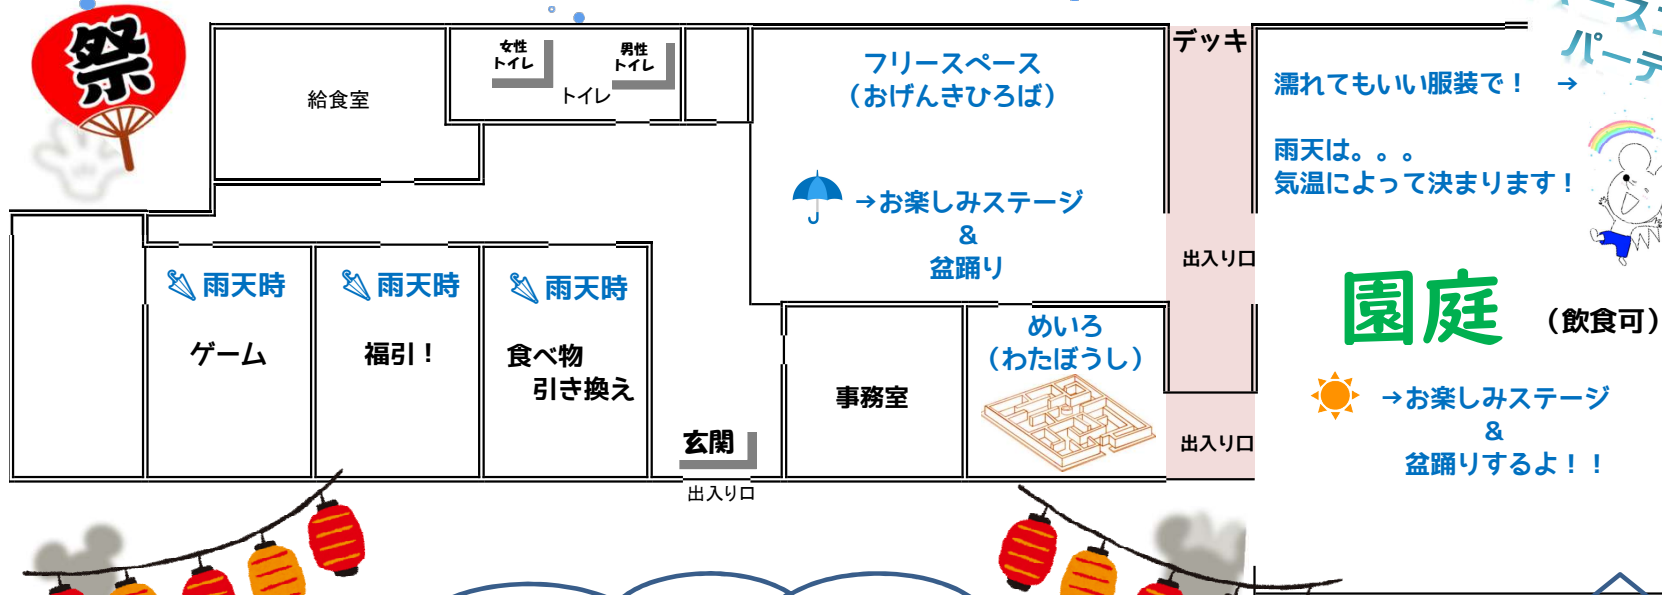 祭
給食室
女性
トイレ
男性
トイレ
トイレ
フリースペース
（おげんきひろば）
→お楽しみステージ
&
盆踊り
デッキ
出入り口
出入り口
濡れてもいい服装で！　→
雨天は。。。
気温によって決まります！
園庭　（飲食可）
→お楽しみステージ
&
盆踊りするよ！！
雨天時
ゲーム
雨天時
福引！
雨天時
食べ物
引き換え
玄関
出入り口
事務室
めいろ
（わたぼうし）